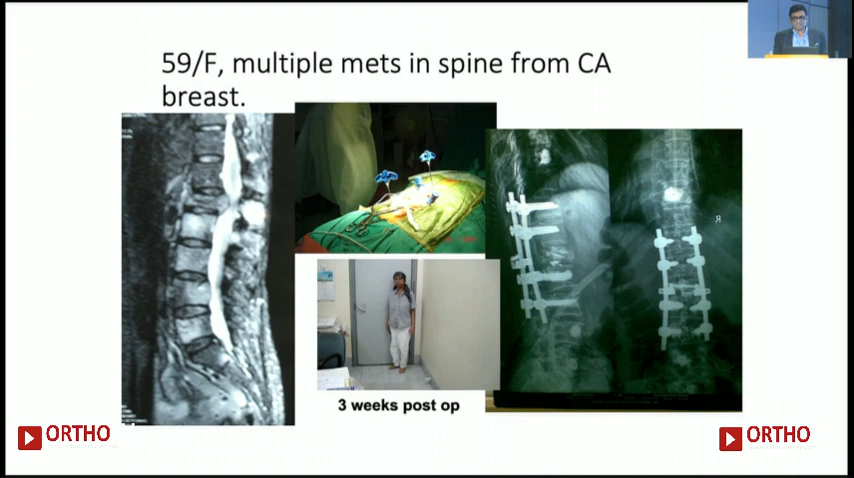 59/F, multiple mets in spine from CA
breast.
3 weeks post op
ORTHO
ORTHO